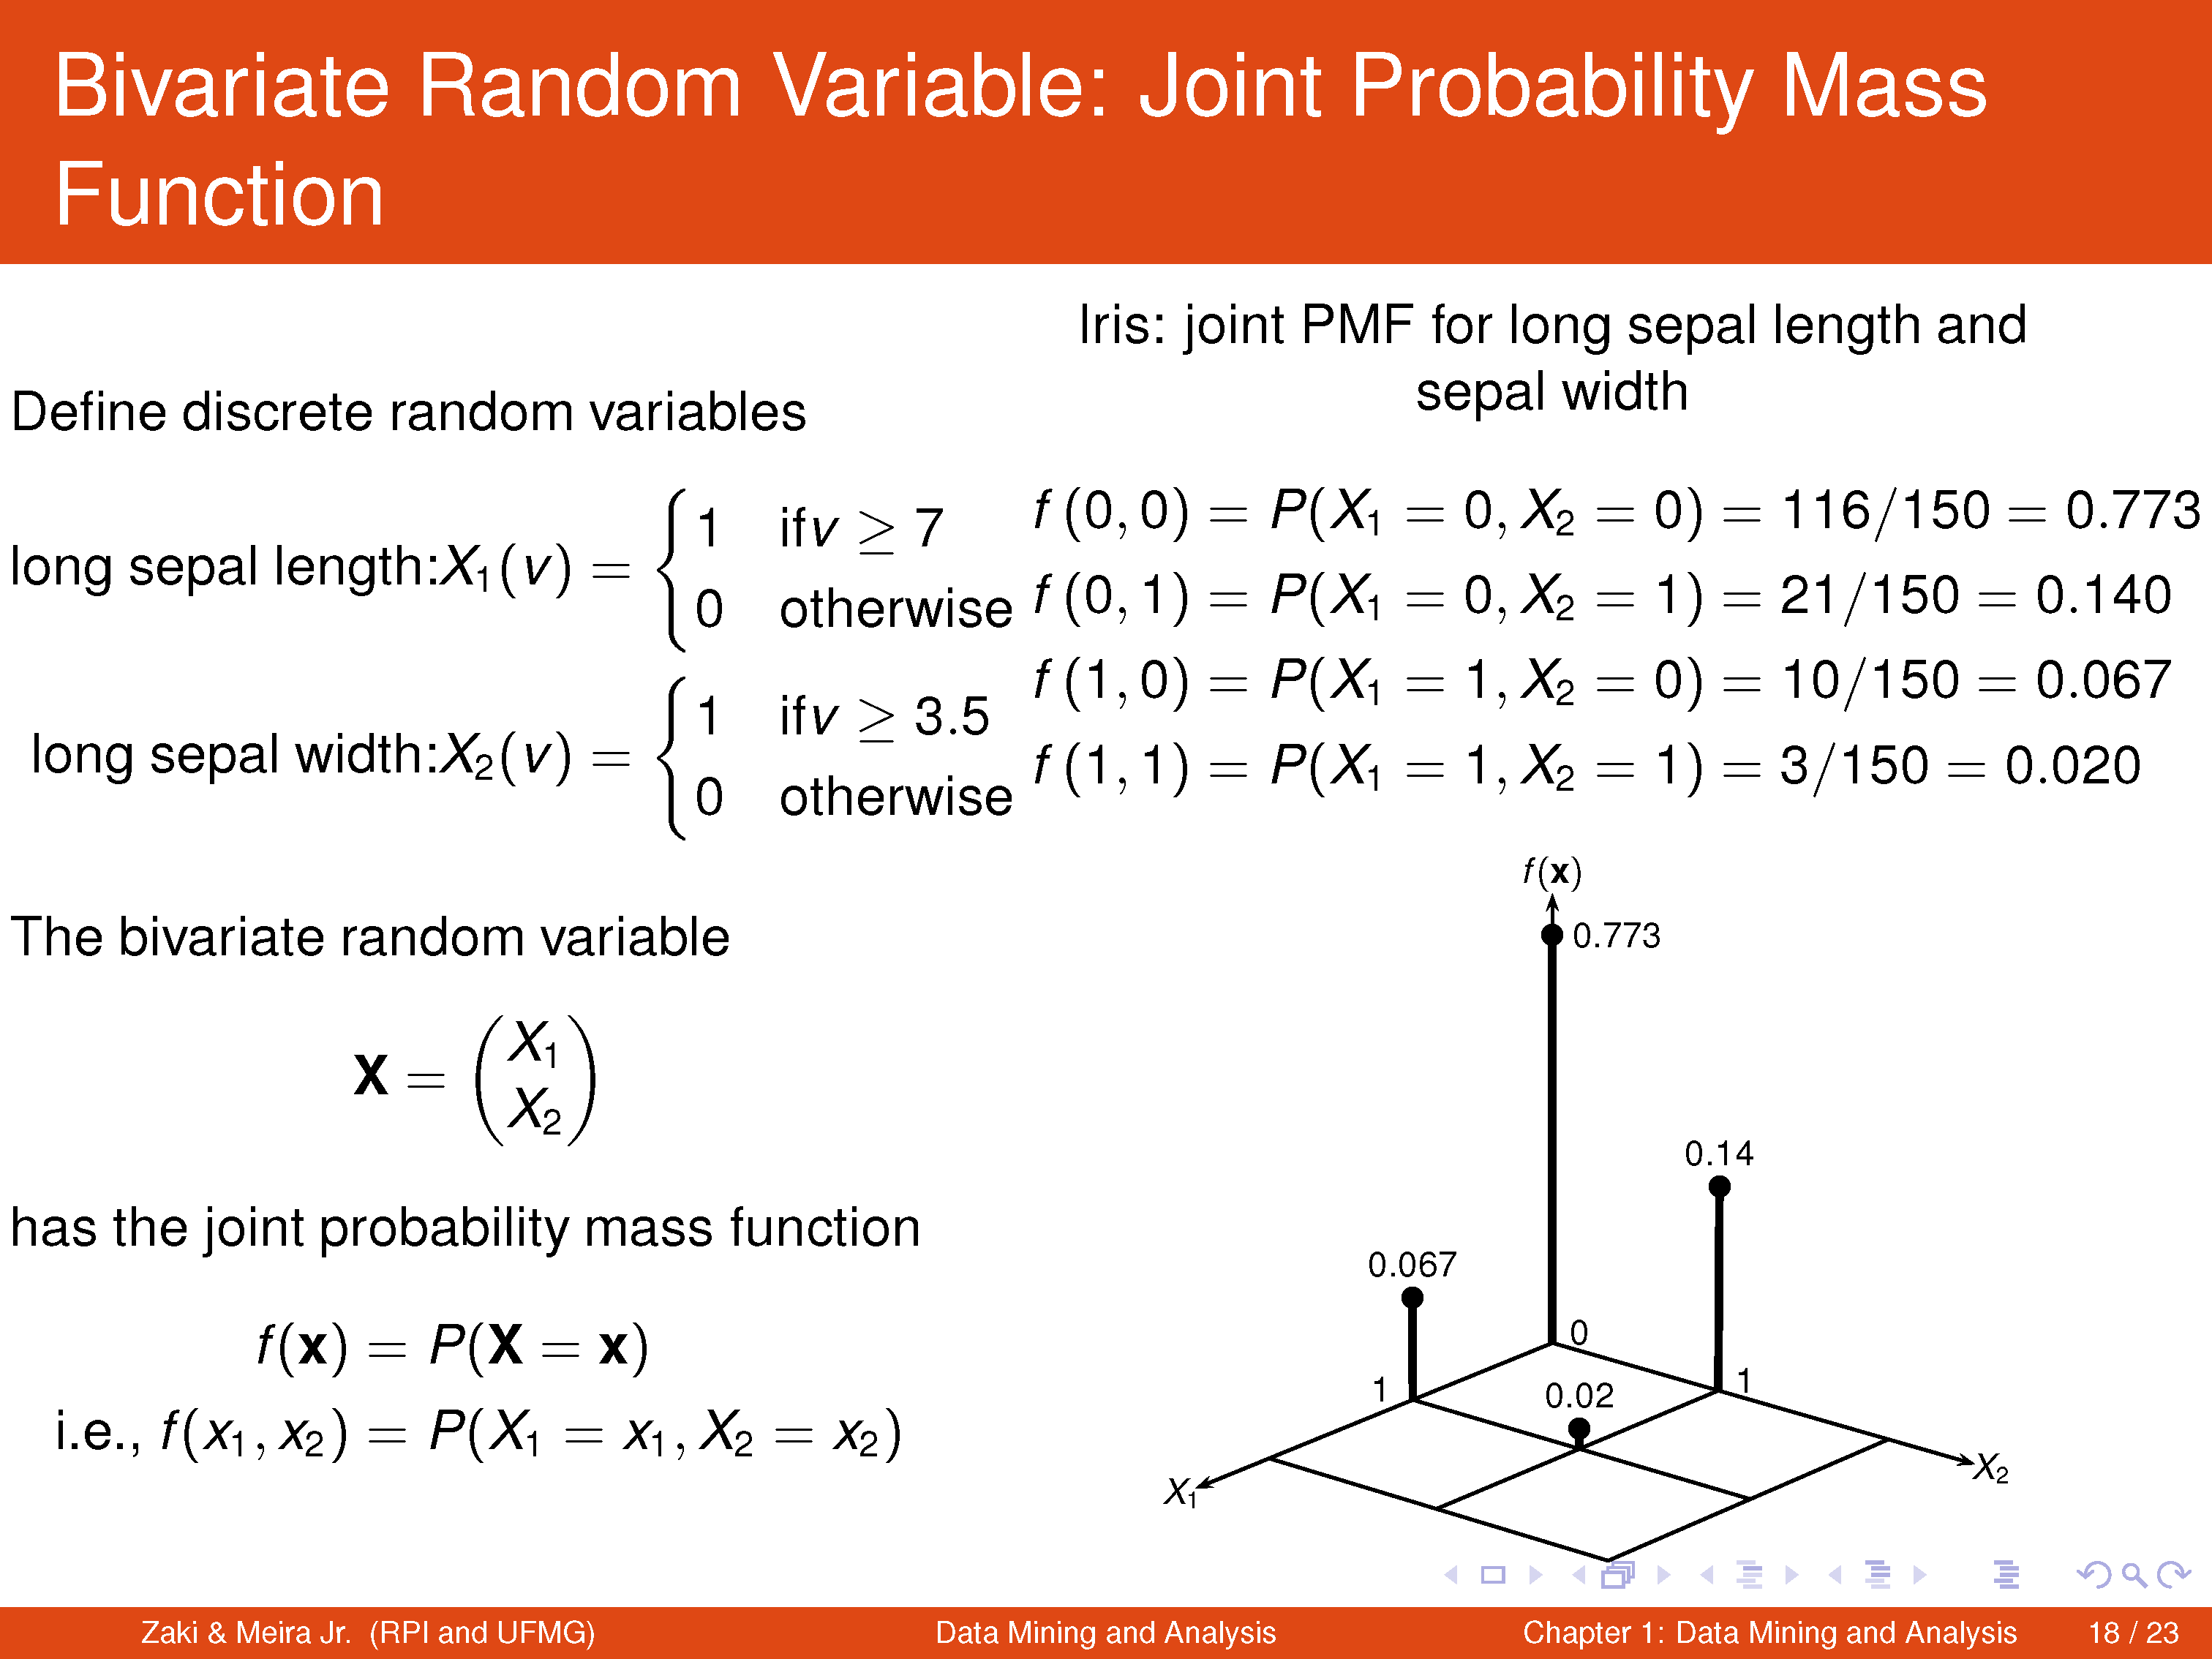 Bivariate Random Variable: Joint Probability Mass
Function
Define discrete random variables
long sepal length:X₁(v) = { 1 ifv ≥ 7
0 otherwise
long sepal width:X₂(v) = { 1 ifv ≥ 3.5
0 otherwise
The bivariate random variable
X = (X₁
X₂)
has the joint probability mass function
f(x) = P(X = x)
i.e., f(x₁, x₂) = P(X₁ = x₁, X₂ = x₂)
Iris: joint PMF for long sepal length and
sepal width
f(0, 0) = P(X₁ = 0, X₂ = 0) = 116/150 = 0.773
f(0, 1) = P(X₁ = 0, X₂ = 1) = 21/150 = 0.140
f(1, 0) = P(X₁ = 1, X₂ = 0) = 10/150 = 0.067
f(1, 1) = P(X₁ = 1, X₂ = 1) = 3/150 = 0.020
f(x)
0.773
0.14
0.067
0
1
0.02
1
X₂
X₁
Zaki & Meira Jr. (RPI and UFMG)
Data Mining and Analysis
Chapter 1: Data Mining and Analysis
18 / 23